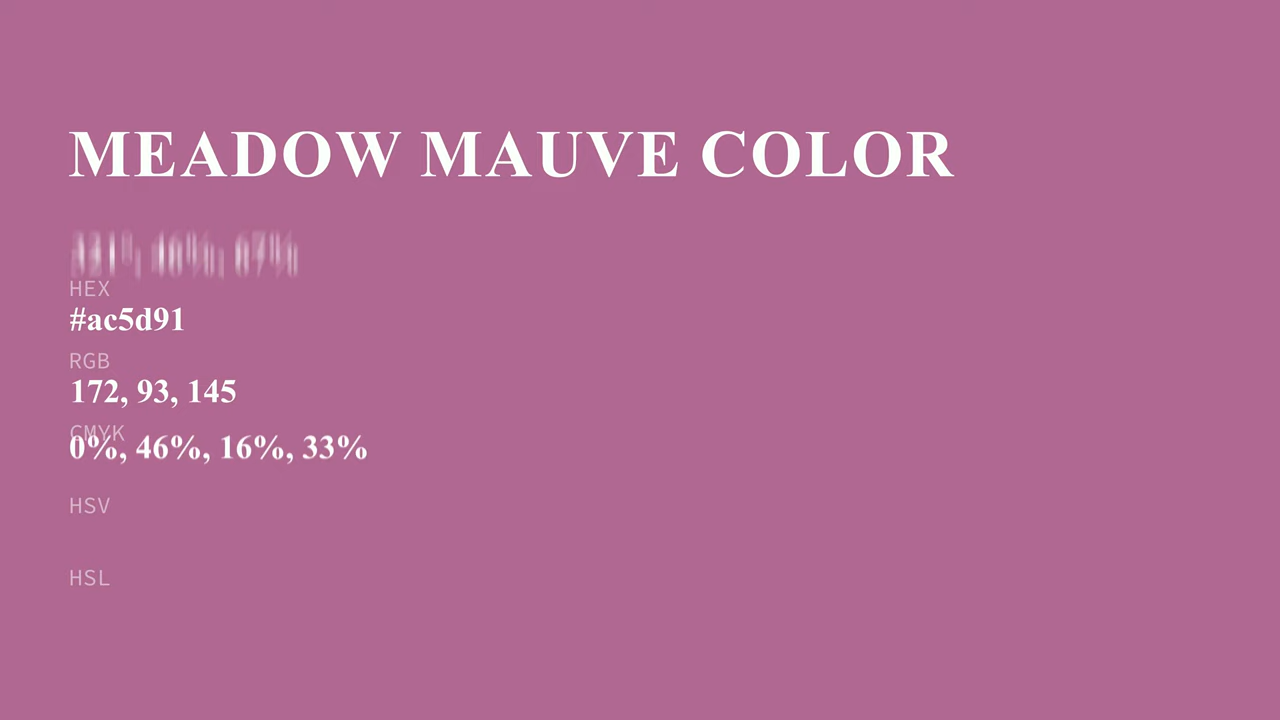 MEADOW MAUVE COLOR
HEX
#ac5d91
RGB
172, 93, 145
CMYK
0%, 46%, 16%, 33%
HSV
HSL